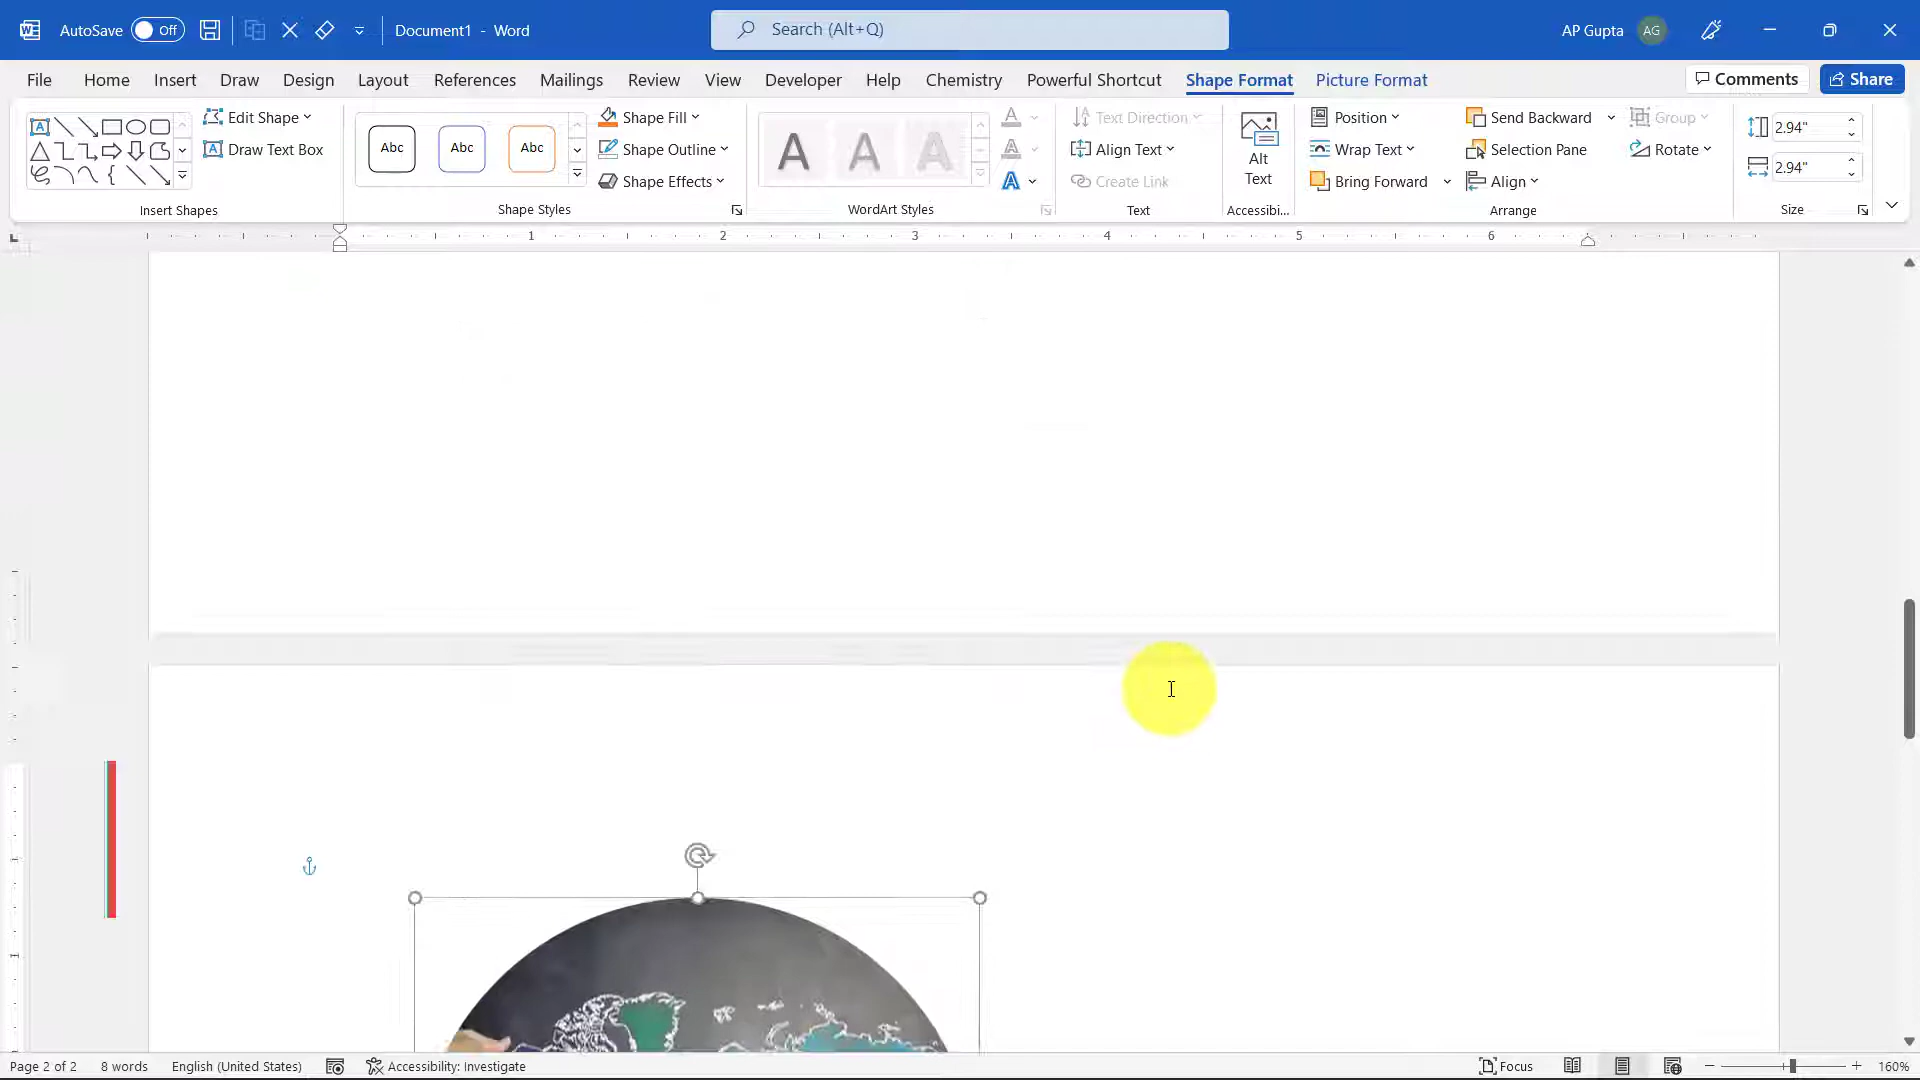 AutoSave Off Document1 - Word Search (Alt+Q) AP Gupta AG
File Home Insert Draw Design Layout References Mailings Review View Developer Help Chemistry Powerful Shortcut Shape Format Picture Format Comments Share
Edit Shape Abc Abc Abc Shape Fill A A A A Text Direction Position Send Backward Group 2.94"
Draw Text Box Shape Outline A Align Text Alt Text Wrap Text Selection Pane Rotate 2.94"
Shape Effects A Create Link Bring Forward Align
Insert Shapes Shape Styles WordArt Styles Text Accessibi... Arrange Size
1 2 3 4 5 6
Page 2 of 2 8 words English (United States) Accessibility: Investigate Focus 160%